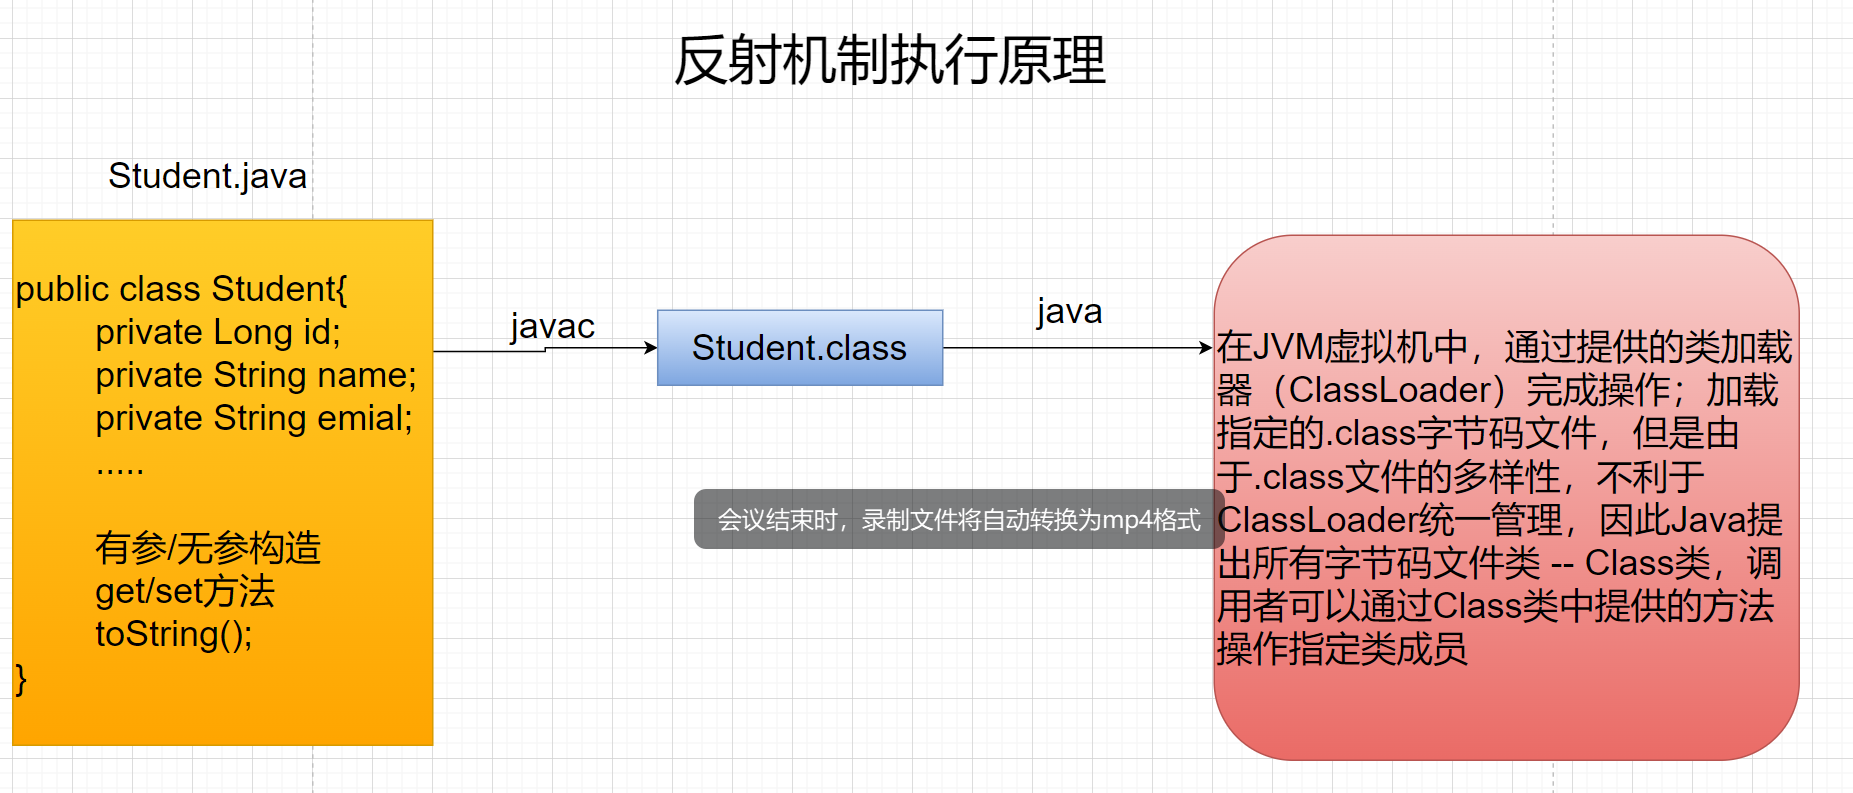 反射机制执行原理
Student.java
public class Student{
private Long id;
private String name;
private String emial;
.....
有参/无参构造
get/set方法
toString();
}
javac
Student.class
java
在JVM虚拟机中，通过提供的类加载
器（ClassLoader）完成操作；加载
指定的.class字节码文件，但是由
于.class文件的多样性，不利于
ClassLoader统一管理，因此Java提
出所有字节码文件类 -- Class类，调
用者可以通过Class类中提供的方法
操作指定类成员
会议结束时，录制文件将自动转换为mp4格式